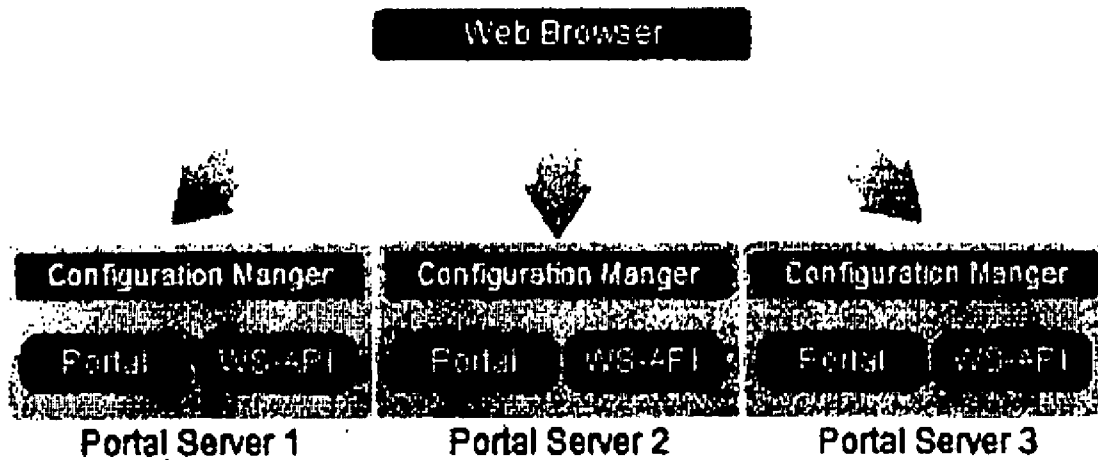 Web Browser
Configuration Manger Configuration Manger Configuration Manger
Portal WS-API Portal WS-API Portal WS-API
Portal Server 1 Portal Server 2 Portal Server 3